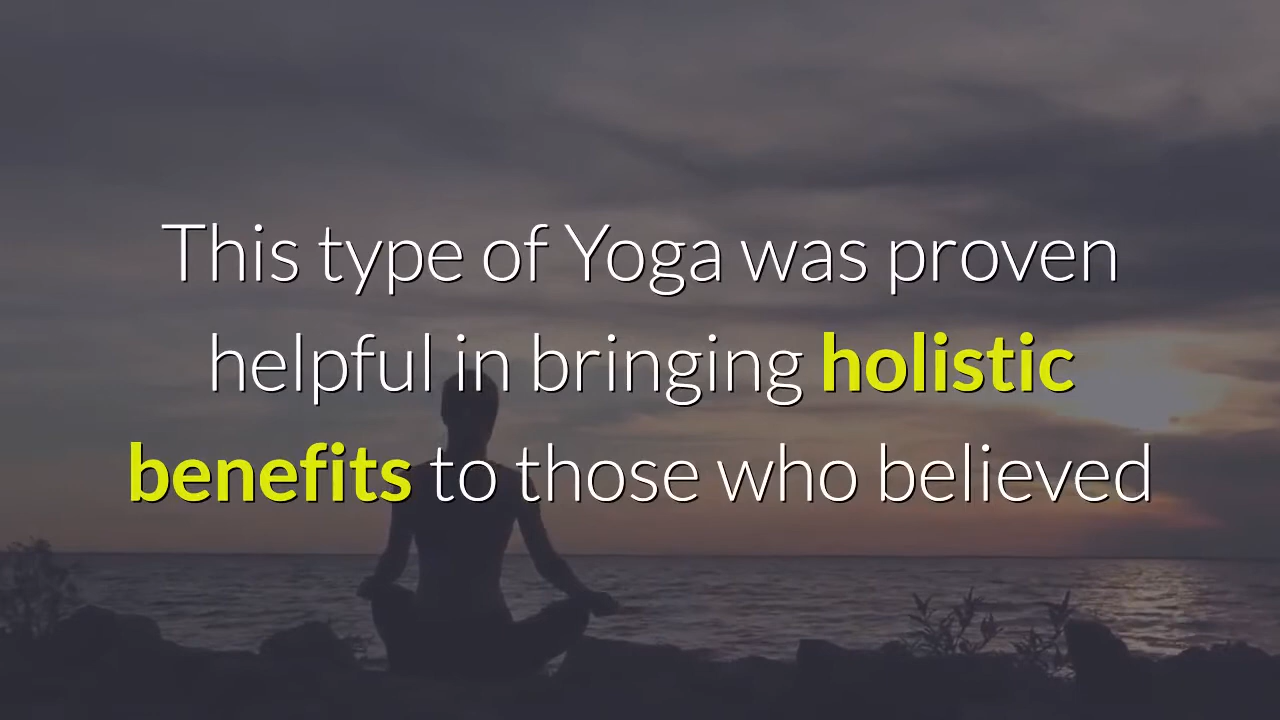 This type of Yoga was proven
helpful in bringing holistic
benefits to those who believed